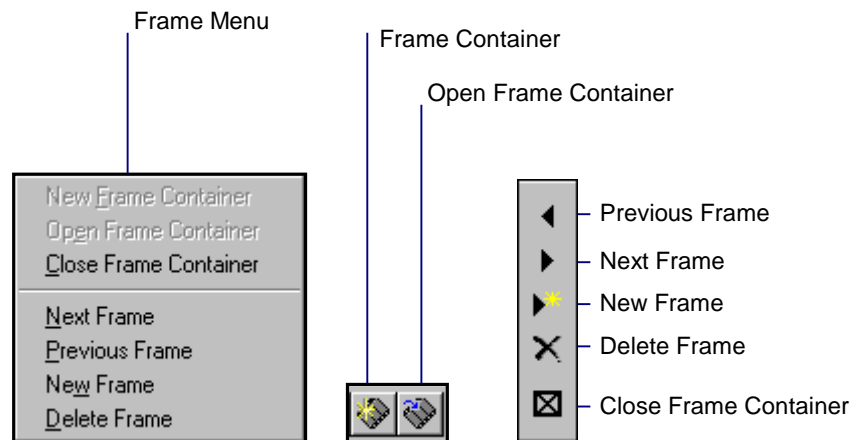 Frame Menu
Frame Container
Open Frame Container
New Frame Container
Open Frame Container
Close Frame Container
Next Frame
Previous Frame
New Frame
Delete Frame
Previous Frame
Next Frame
New Frame
Delete Frame
Close Frame Container